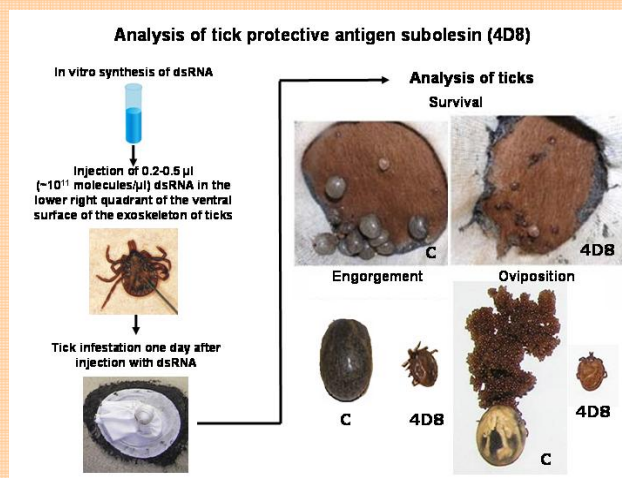 Analysis of tick protective antigen subolesin (4D8)
In vitro synthesis of dsRNA
Injection of 0.2-0.5 µl
(~10¹¹ molecules/µl) dsRNA in the
lower right quadrant of the ventral
surface of the exoskeleton of ticks
Tick infestation one day after
injection with dsRNA
Analysis of ticks
Survival
C
4D8
Engorgement
Oviposition
C
4D8
C
4D8